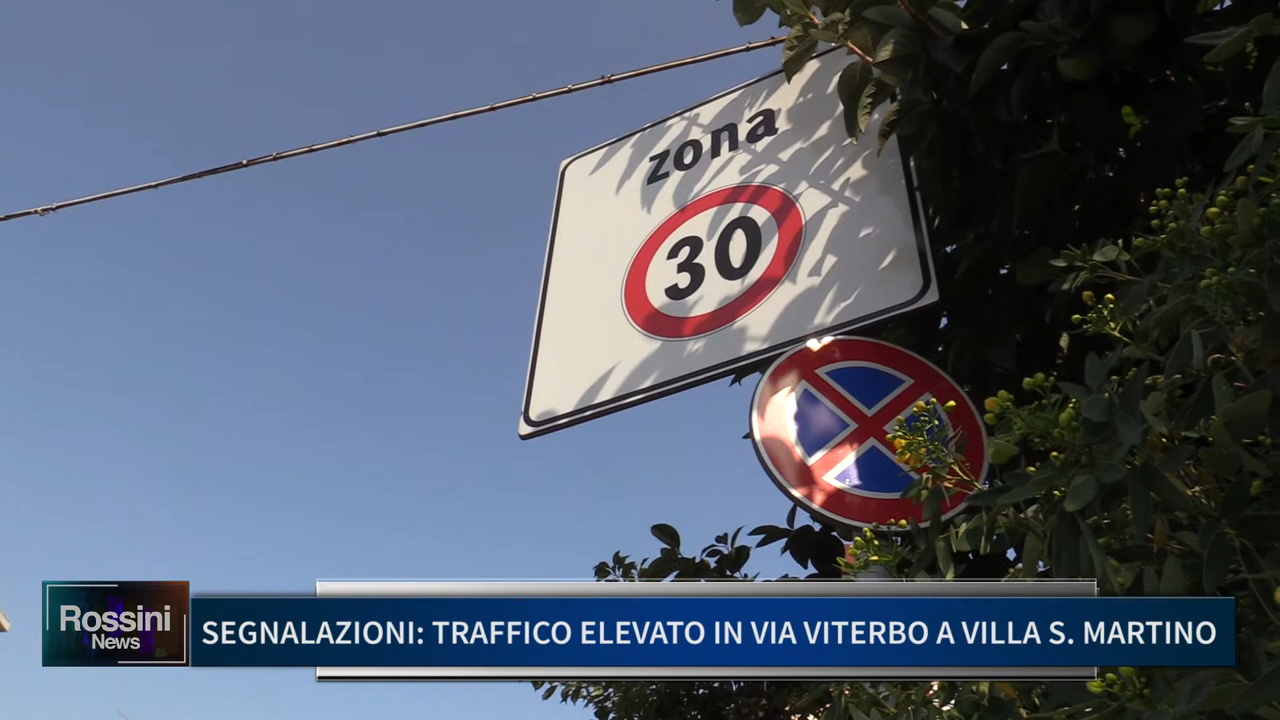 zona
30
Rossini
News
SEGNALAZIONI: TRAFFICO ELEVATO IN VIA VITERBO A VILLA S. MARTINO